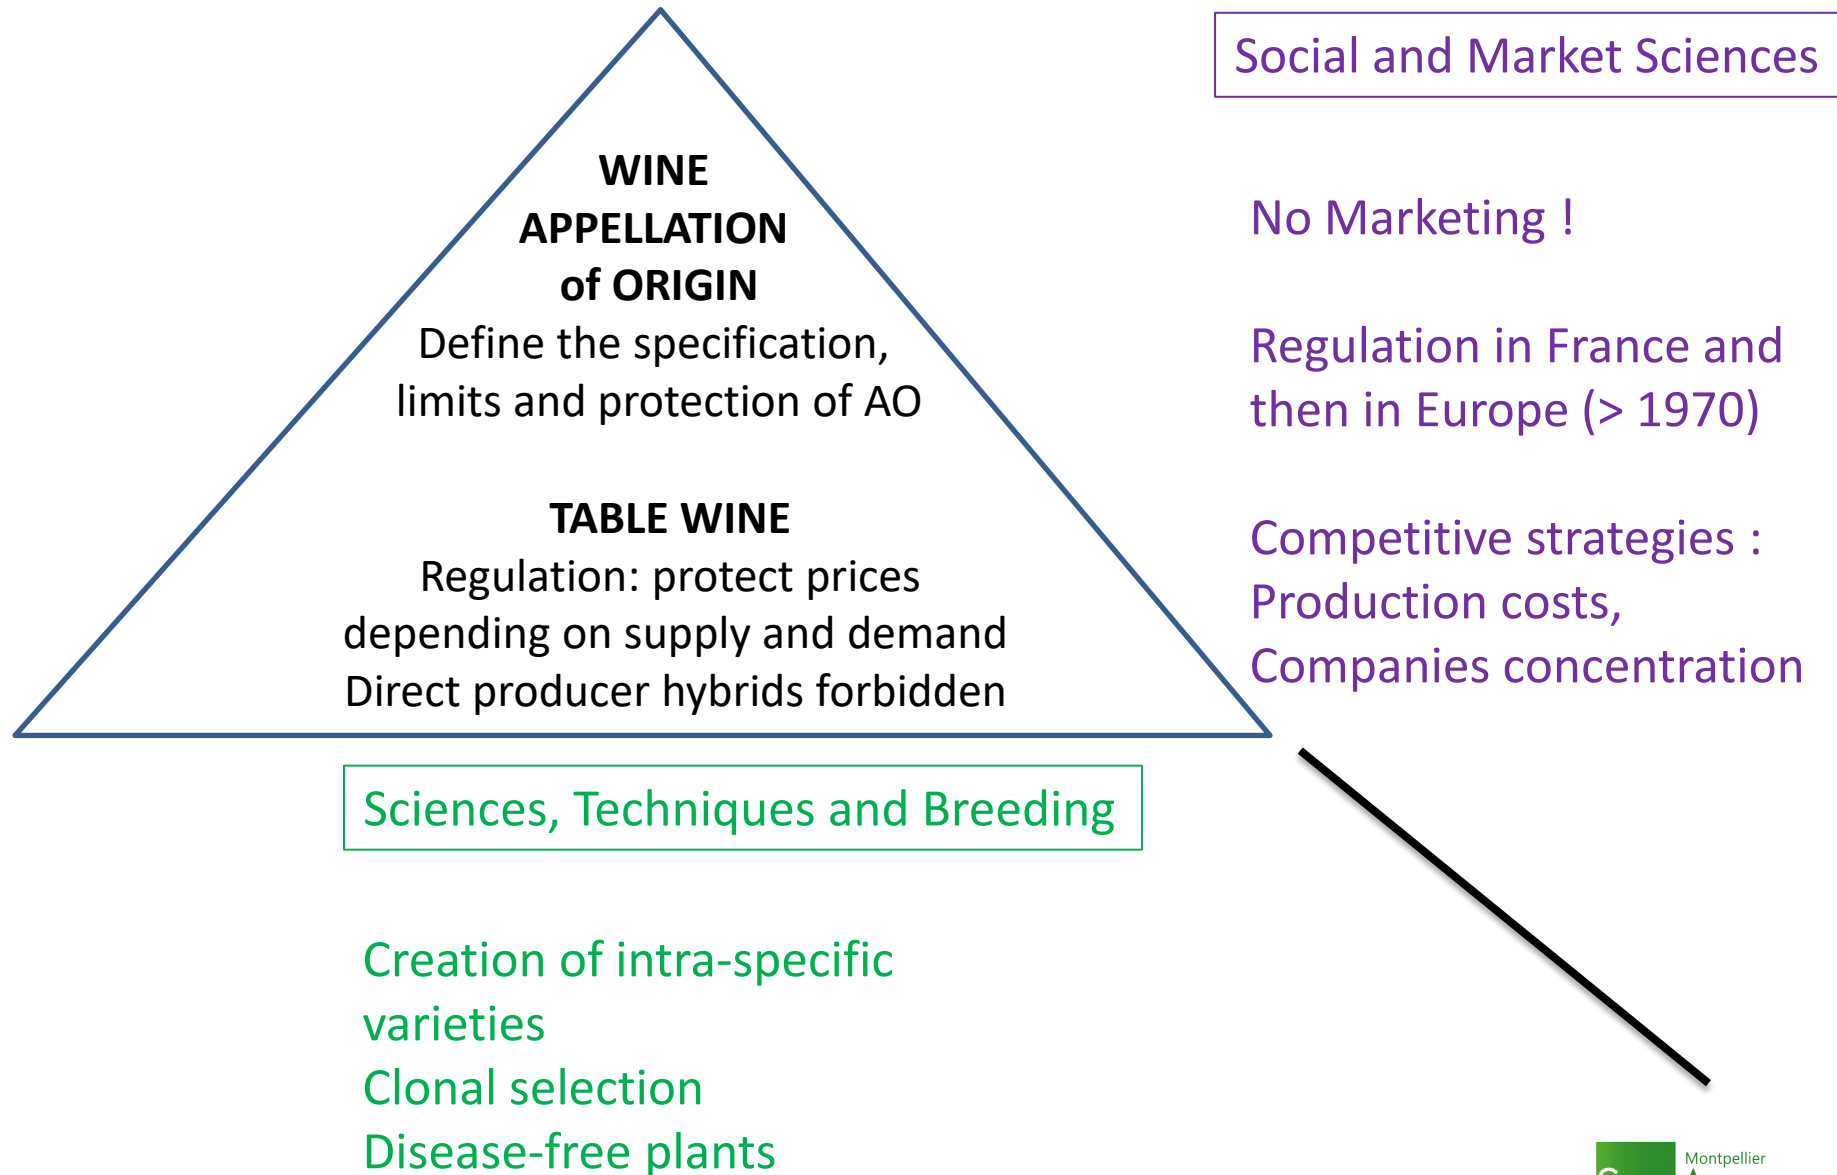 Social and Market Sciences
WINE
APPELLATION
of ORIGIN
Define the specification,
limits and protection of AO
TABLE WINE
Regulation: protect prices
depending on supply and demand
Direct producer hybrids forbidden
No Marketing !
Regulation in France and
then in Europe (> 1970)
Competitive strategies :
Production costs,
Companies concentration
Sciences, Techniques and Breeding
Creation of intra-specific
varieties
Clonal selection
Disease-free plants
Montpellier